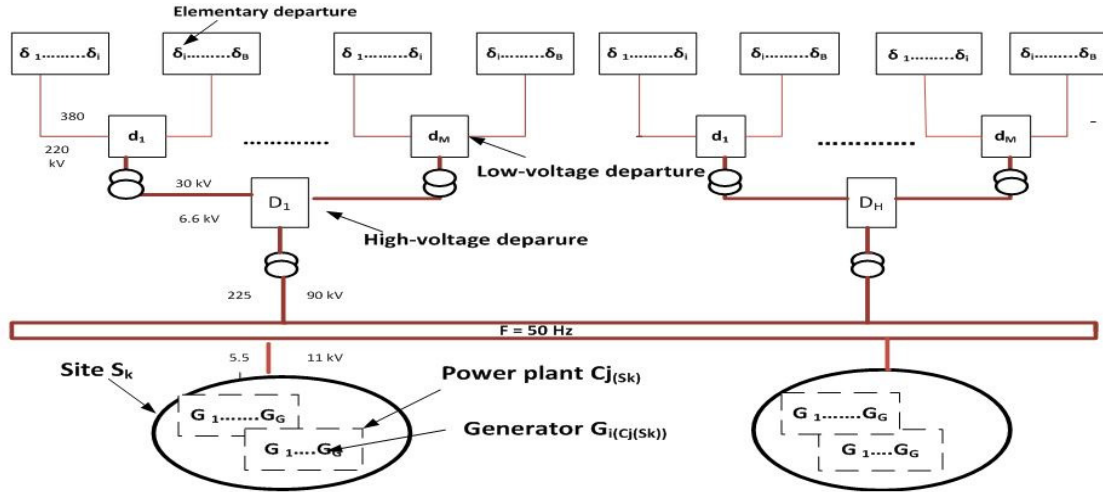 Elementary departure
δ 1.........δi δi.........δB δ 1.........δi δi.........δB δ 1.........δi δi.........δB δ 1.........δi δi.........δB
380
d1 dM d1 dM
220
kV
Low-voltage departure
30 kV
D1 DH
6.6 kV
High-voltage deparure
225 90 kV
F = 50 Hz
5.5 11 kV
Site Sk
Power plant Cj(Sk)
G 1.......GG G 1........GG
Generator Gi(Cj(Sk))
G 1....GG G 1....GG